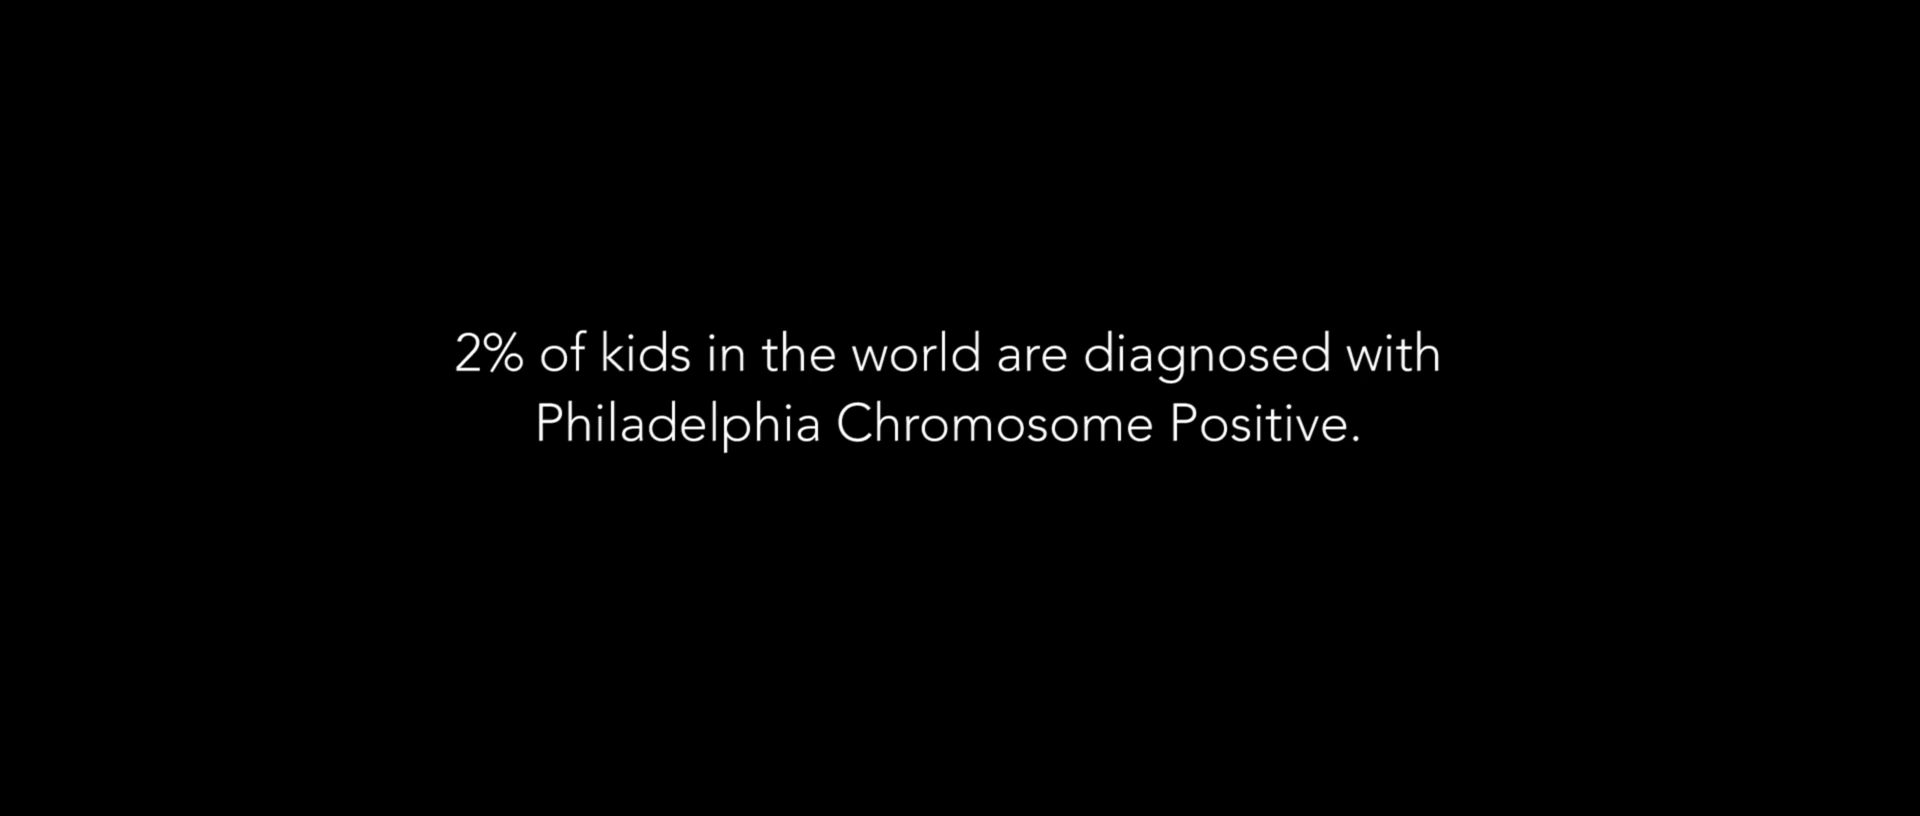 2% of kids in the world are diagnosed with
Philadelphia Chromosome Positive.